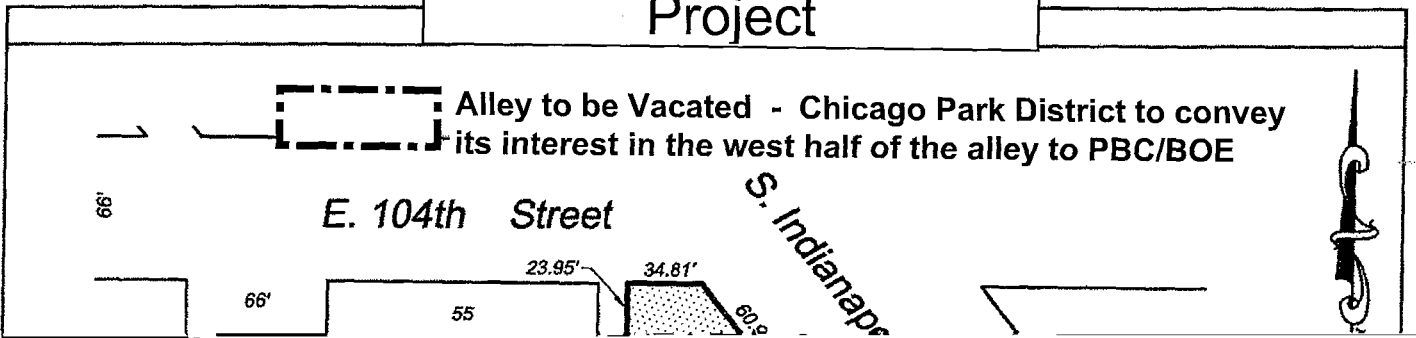 Project
Alley to be Vacated - Chicago Park District to convey
its interest in the west half of the alley to PBC/BOE
66'
E. 104th Street
S.
23.95'
34.81'
66'
55